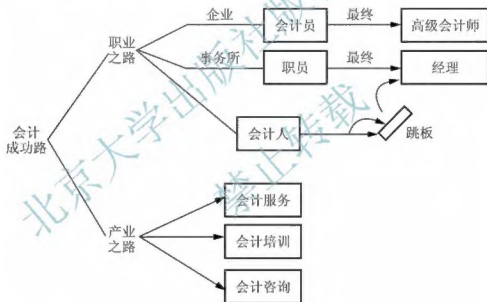 企业
会计员
最终
高级会计师
职业
之路
事务所
职员
最终
经理
会计人
跳板
会计
成功路
会计服务
产业
之路
会计培训
会计咨询
北京大学出版社版
禁止转载